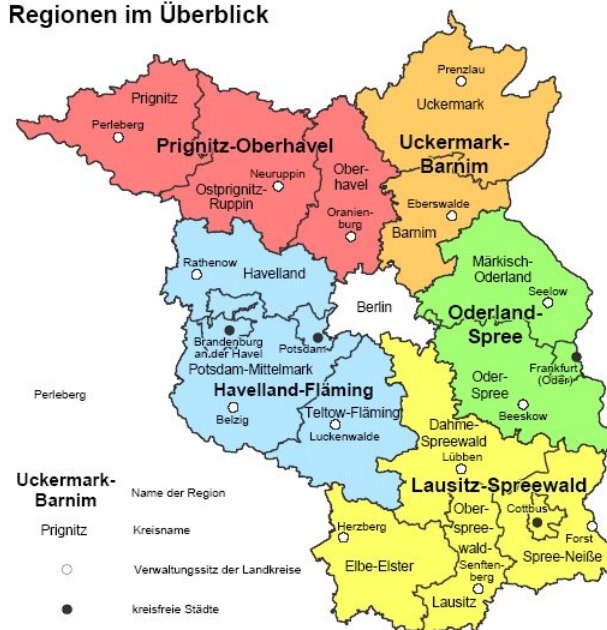 Regionen im Überblick
Prenzlau
Uckermark
Prignitz
Perleberg
Prignitz-Oberhavel
Uckermark-
Barnim
Neuruppin
Ober-
havel
Ostprignitz-
Ruppin
Oranien-
burg
Eberswalde
Barnim
Rathenow
Havelland
Märkisch-
Oderland
Seelow
Berlin
Oderland-
Spree
Brandenburg
an der Havel
Potsdam
Potsdam-Mittelmark
Frankfurt
(Oder)
Oder-
Spree
Beeskow
Havelland-Fläming
Belzig
Teltow-Fläming
Luckenwalde
Dahme-
Spreewald
Lübben
Lausitz-Spreewald
Cottbus
Forst
Spree-Neiße
Herzberg
Elbe-Elster
Ober-
spree-
wald-
Senften-
berg
Lausitz
Perleberg
Uckermark-
Barnim
Name der Region
Prignitz
Kreisname
Verwaltungssitz der Landkreise
kreisfreie Städte